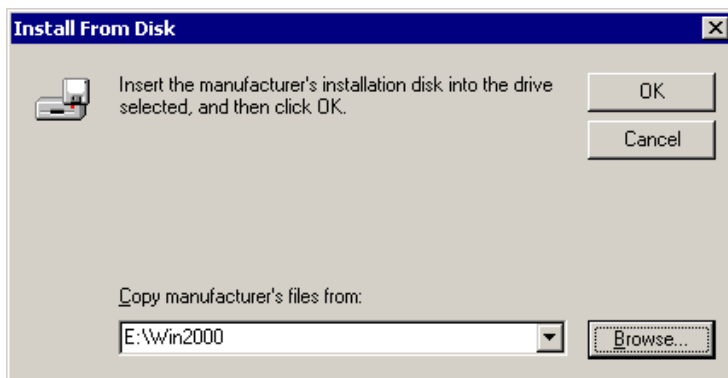 Install From Disk
Insert the manufacturer's installation disk into the drive
selected, and then click OK.
OK
Cancel
Copy manufacturer's files from:
E:\Win2000
Browse...